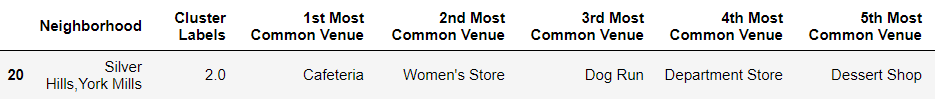 Neighborhood Cluster Labels 1st Most Common Venue 2nd Most Common Venue 3rd Most Common Venue 4th Most Common Venue 5th Most Common Venue
20 Silver Hills,York Mills 2.0 Cafeteria Women's Store Dog Run Department Store Dessert Shop